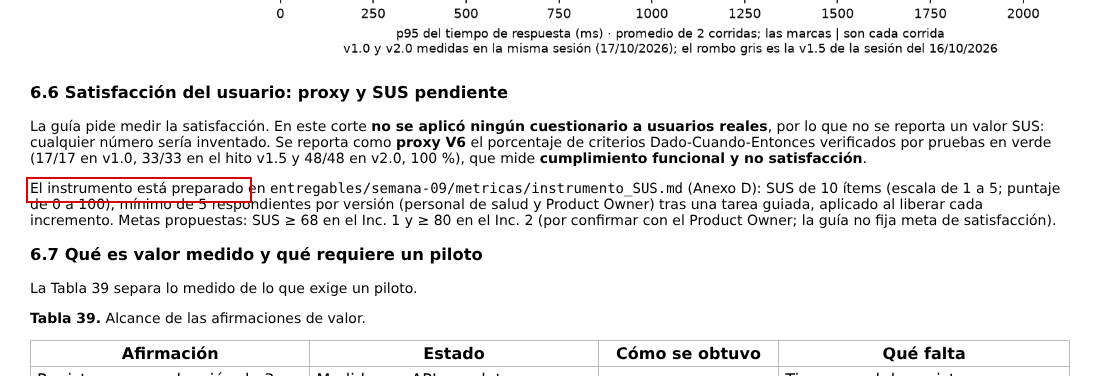 0 250 500 750 1000 1250 1500 1750 2000
p95 del tiempo de respuesta (ms) · promedio de 2 corridas; las marcas | son cada corrida
v1.0 y v2.0 medidas en la misma sesión (17/10/2026); el rombo gris es la v1.5 de la sesión del 16/10/2026
6.6 Satisfacción del usuario: proxy y SUS pendiente
La guía pide medir la satisfacción. En este corte no se aplicó ningún cuestionario a usuarios reales, por lo que no se reporta un valor SUS:
cualquier número sería inventado. Se reporta como proxy V6 el porcentaje de criterios Dado-Cuando-Entonces verificados por pruebas en verde
(17/17 en v1.0, 33/33 en el hito v1.5 y 48/48 en v2.0, 100 %), que mide cumplimiento funcional y no satisfacción.
El instrumento está preparado en entregables/semana-09/metricas/instrumento_SUS.md (Anexo D): SUS de 10 ítems (escala de 1 a 5; puntaje
de 0 a 100), mínimo de 5 respondientes por versión (personal de salud y Product Owner) tras una tarea guiada, aplicado al liberar cada
incremento. Metas propuestas: SUS ≥ 68 en el Inc. 1 y ≥ 80 en el Inc. 2 (por confirmar con el Product Owner; la guía no fija meta de satisfacción).
6.7 Qué es valor medido y qué requiere un piloto
La Tabla 39 separa lo medido de lo que exige un piloto.
Tabla 39. Alcance de las afirmaciones de valor.
Afirmación Estado Cómo se obtuvo Qué falta